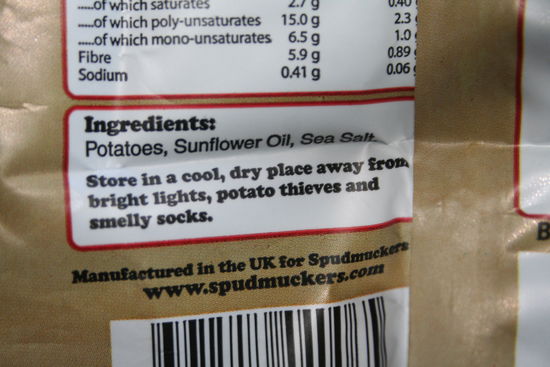 .....of which saturates 2.7 g 0.40
.....of which poly-unsaturates 15.0 g 2.3
.....of which mono-unsaturates 6.5 g 1.0
Fibre 5.9 g 0.89
Sodium 0.41 g 0.06
Ingredients:
Potatoes, Sunflower Oil, Sea Salt
Store in a cool, dry place away from
bright lights, potato thieves and
smelly socks.
Manufactured in the UK for Spudmuckers
www.spudmuckers.com
B